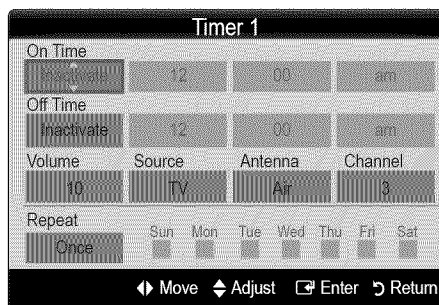 Timer 1
On Time
Inactivate 12 00 am
Off Time
Inactivate 12 00 am
Volume Source Antenna Channel
10 TV Air 3
Repeat Sun Mon Tue Wed Thu Fri Sat
Once
Move Adjust Enter Return